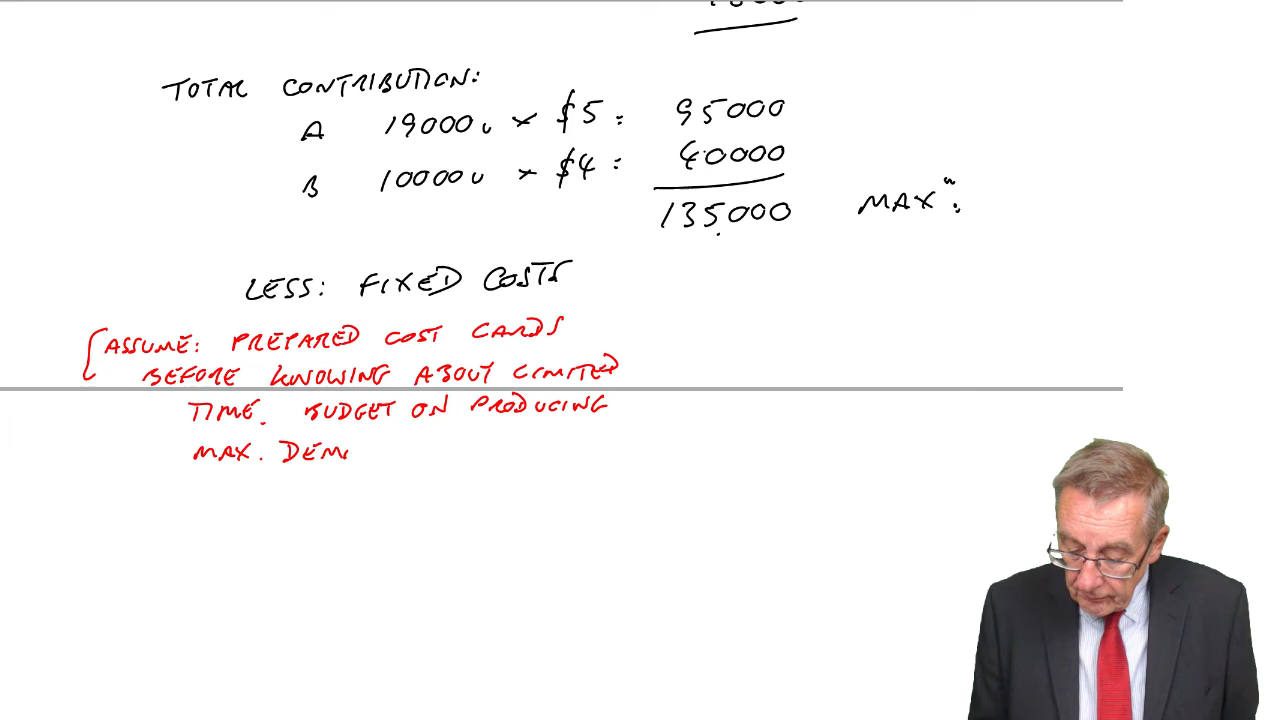 TOTAL CONTRIBUTION:
A 19000u × $5 : 95000
B 10000u × $4 : 40000
135000 MAX^m:
LESS: FIXED COSTS
(ASSUME: PREPARED COST CARDS
BEFORE KNOWING ABOUT LIMITED
TIME. BUDGET ON PRODUCING
MAX. DEM